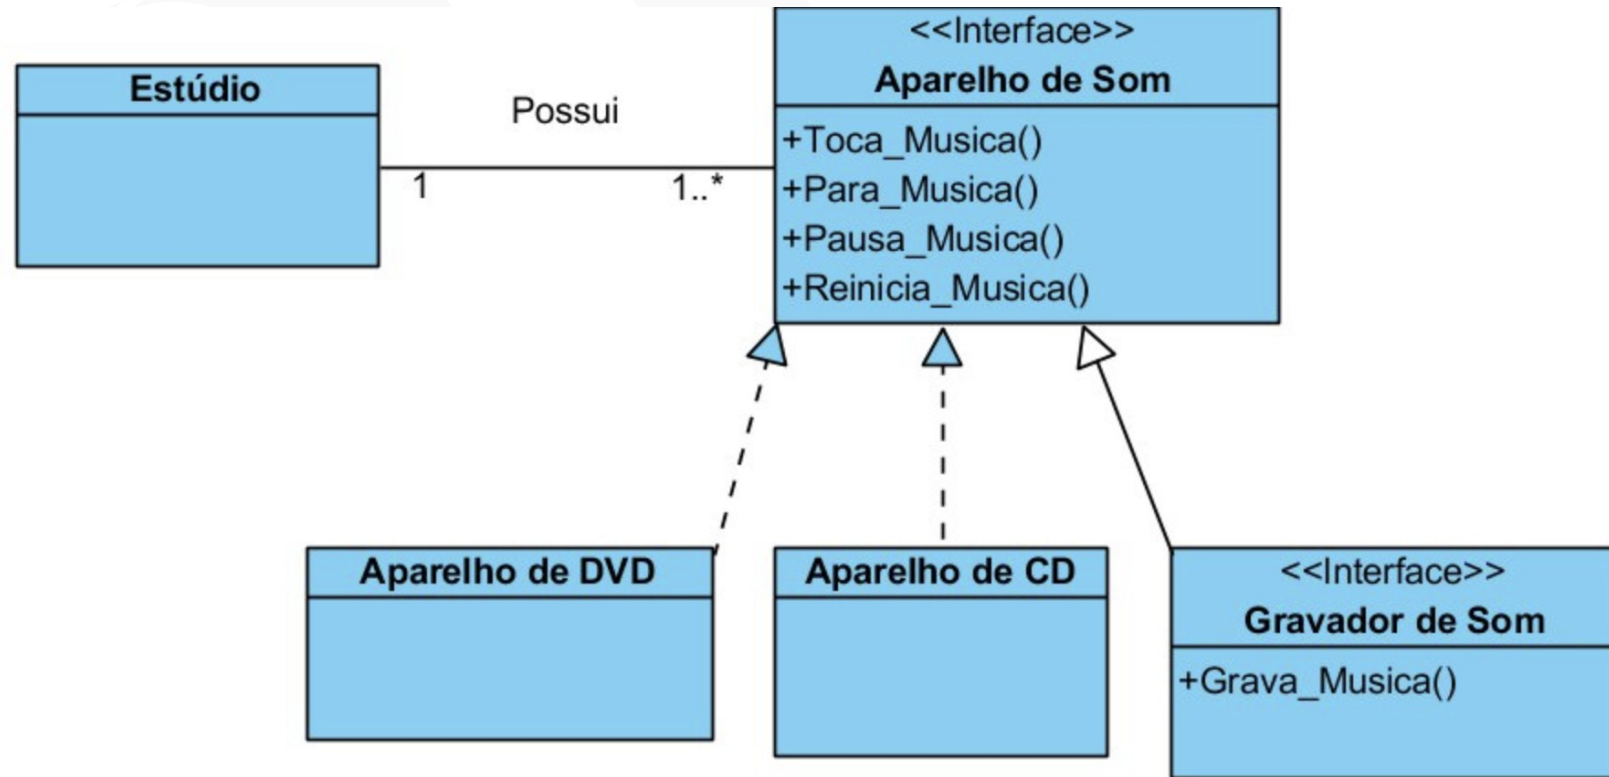 <<Interface>>
Aparelho de Som
+Toca_Musica()
+Para_Musica()
+Pausa_Musica()
+Reinicia_Musica()
Estúdio
Possui
1
1..*
Aparelho de DVD
Aparelho de CD
<<Interface>>
Gravador de Som
+Grava_Musica()